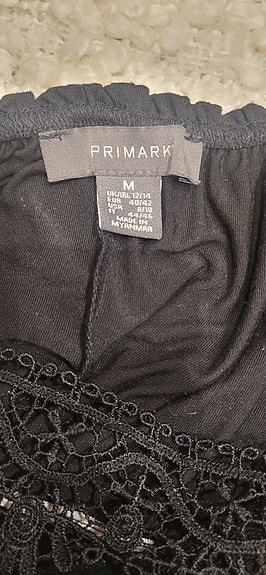 PRIMARK
M
UK/IRL 12/14
EUR 40/42
USA 8/10
IT 44/46
MADE IN
MYANMAR